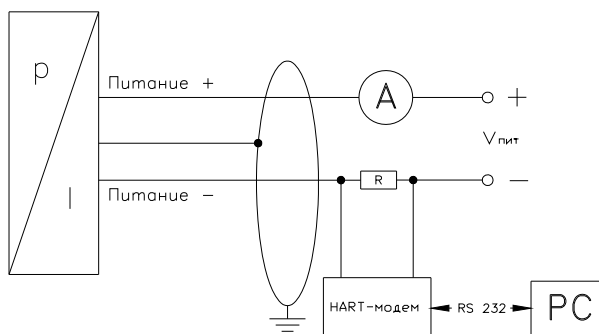 p
Питание +
A
+
Vпит
I
Питание −
R
−
HART-модем
RS 232
PC